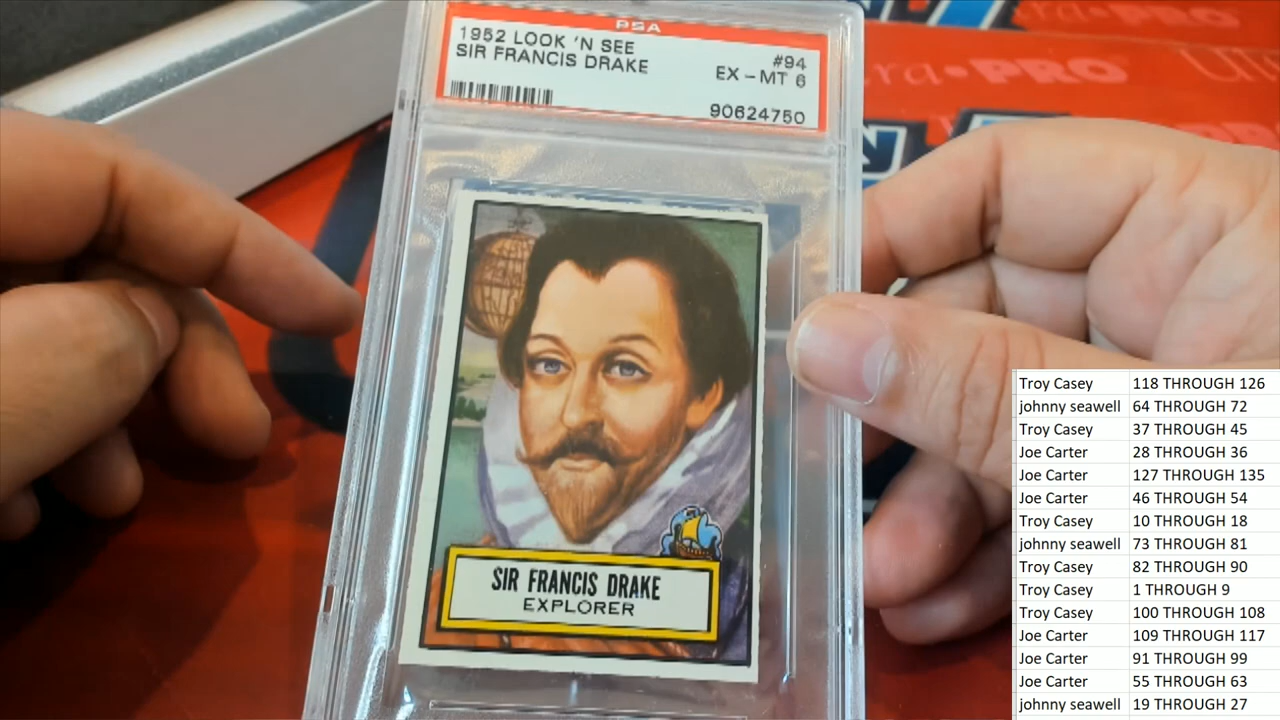 PSA
1952 LOOK 'N SEE #94
SIR FRANCIS DRAKE EX - MT 6
90624750
SIR FRANCIS DRAKE
EXPLORER
PRO
PRO
Troy Casey 118 THROUGH 126
johnny seawell 64 THROUGH 72
Troy Casey 37 THROUGH 45
Joe Carter 28 THROUGH 36
Joe Carter 127 THROUGH 135
Joe Carter 46 THROUGH 54
Troy Casey 10 THROUGH 18
johnny seawell 73 THROUGH 81
Troy Casey 82 THROUGH 90
Troy Casey 1 THROUGH 9
Troy Casey 100 THROUGH 108
Joe Carter 109 THROUGH 117
Joe Carter 91 THROUGH 99
Joe Carter 55 THROUGH 63
johnny seawell 19 THROUGH 27